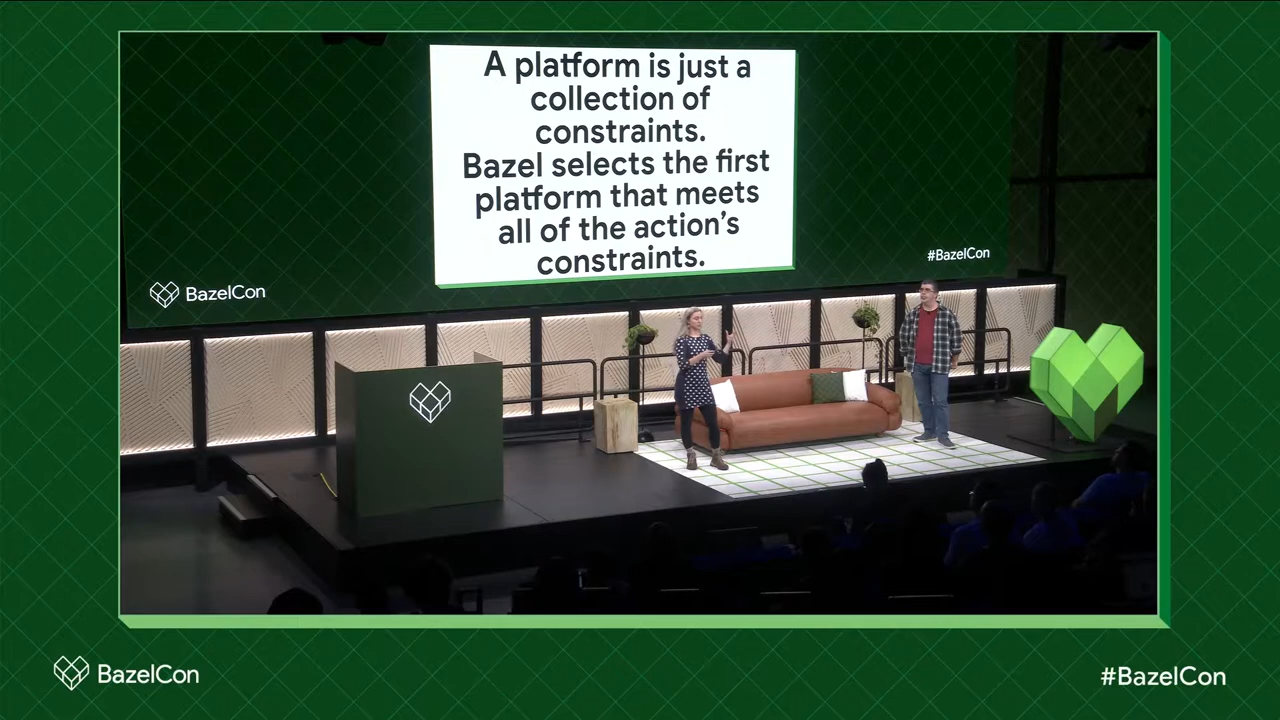 A platform is just a
collection of
constraints.
Bazel selects the first
platform that meets
all of the action's
constraints.
#BazelCon
BazelCon
BazelCon
#BazelCon